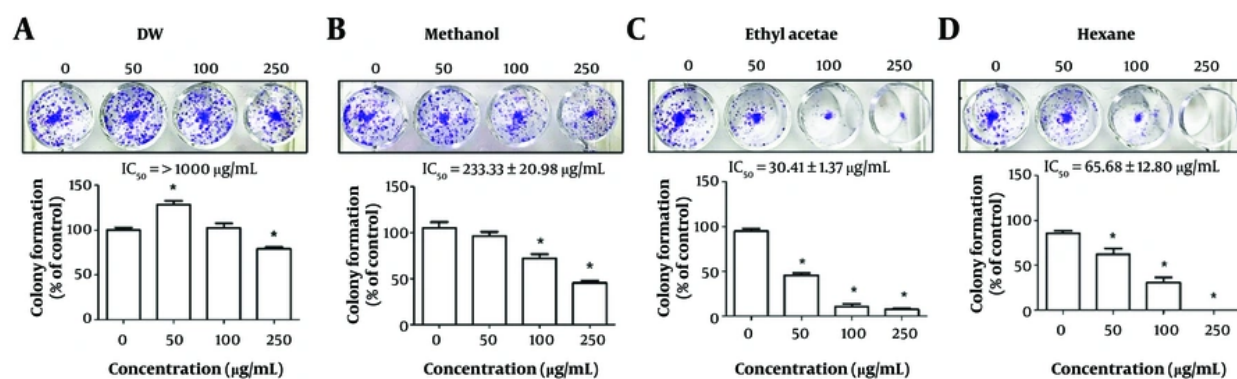 A
DW
0 50 100 250
IC50 = > 1000 µg/mL
150
100
50
0
Colony formation
(% of control)
*
*
0 50 100 250
Concentration (µg/mL)
B
Methanol
0 50 100 250
IC50 = 233.33 ± 20.98 µg/mL
150
100
50
0
Colony formation
(% of control)
*
*
0 50 100 250
Concentration (µg/mL)
C
Ethyl acetae
0 50 100 250
IC50 = 30.41 ± 1.37 µg/mL
150
100
50
0
Colony formation
(% of control)
*
*
*
0 50 100 250
Concentration (µg/mL)
D
Hexane
0 50 100 250
IC50 = 65.68 ± 12.80 µg/mL
150
100
50
0
Colony formation
(% of control)
*
*
*
0 50 100 250
Concentration (µg/mL)